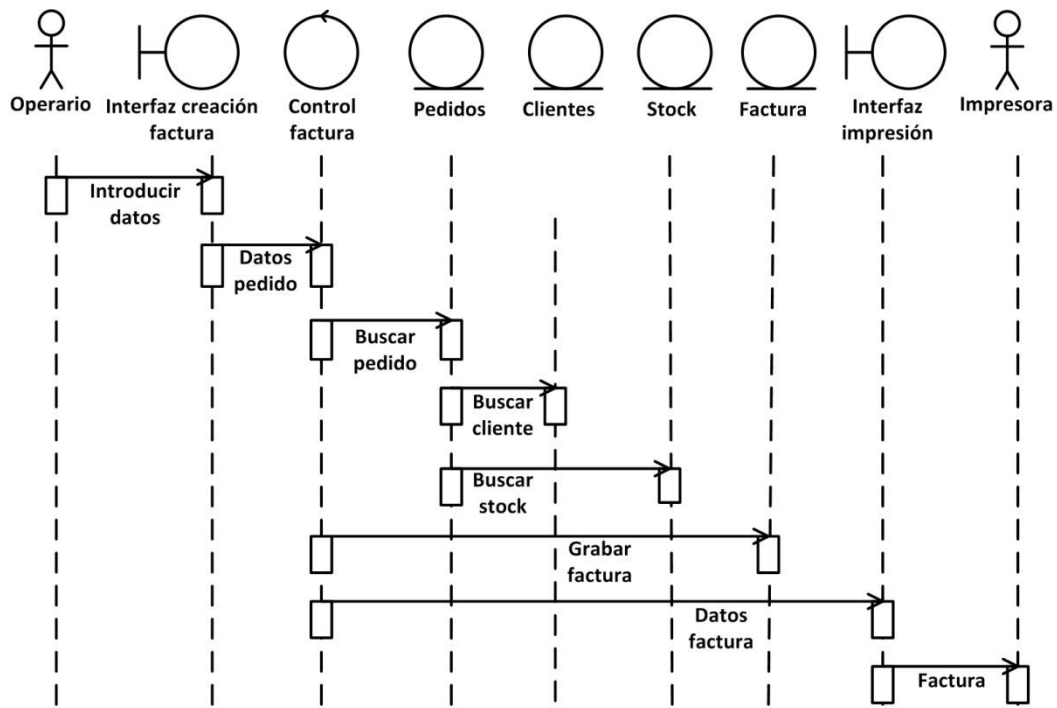 Operario
Interfaz creación
factura
Control
factura
Pedidos
Clientes
Stock
Factura
Interfaz
impresión
Impresora
Introducir
datos
Datos
pedido
Buscar
pedido
Buscar
cliente
Buscar
stock
Grabar
factura
Datos
factura
Factura